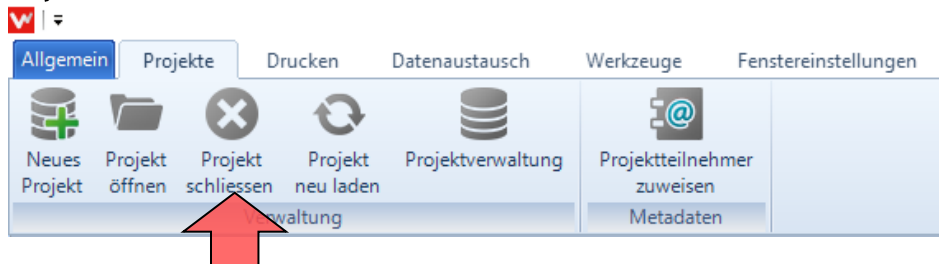 Allgemein Projekte Drucken Datenaustausch Werkzeuge Fenstereinstellungen
Neues Projekt Projekt Projekt Projektverwaltung Projektteilnehmer
Projekt öffnen schliessen neu laden zuweisen
Verwaltung Metadaten